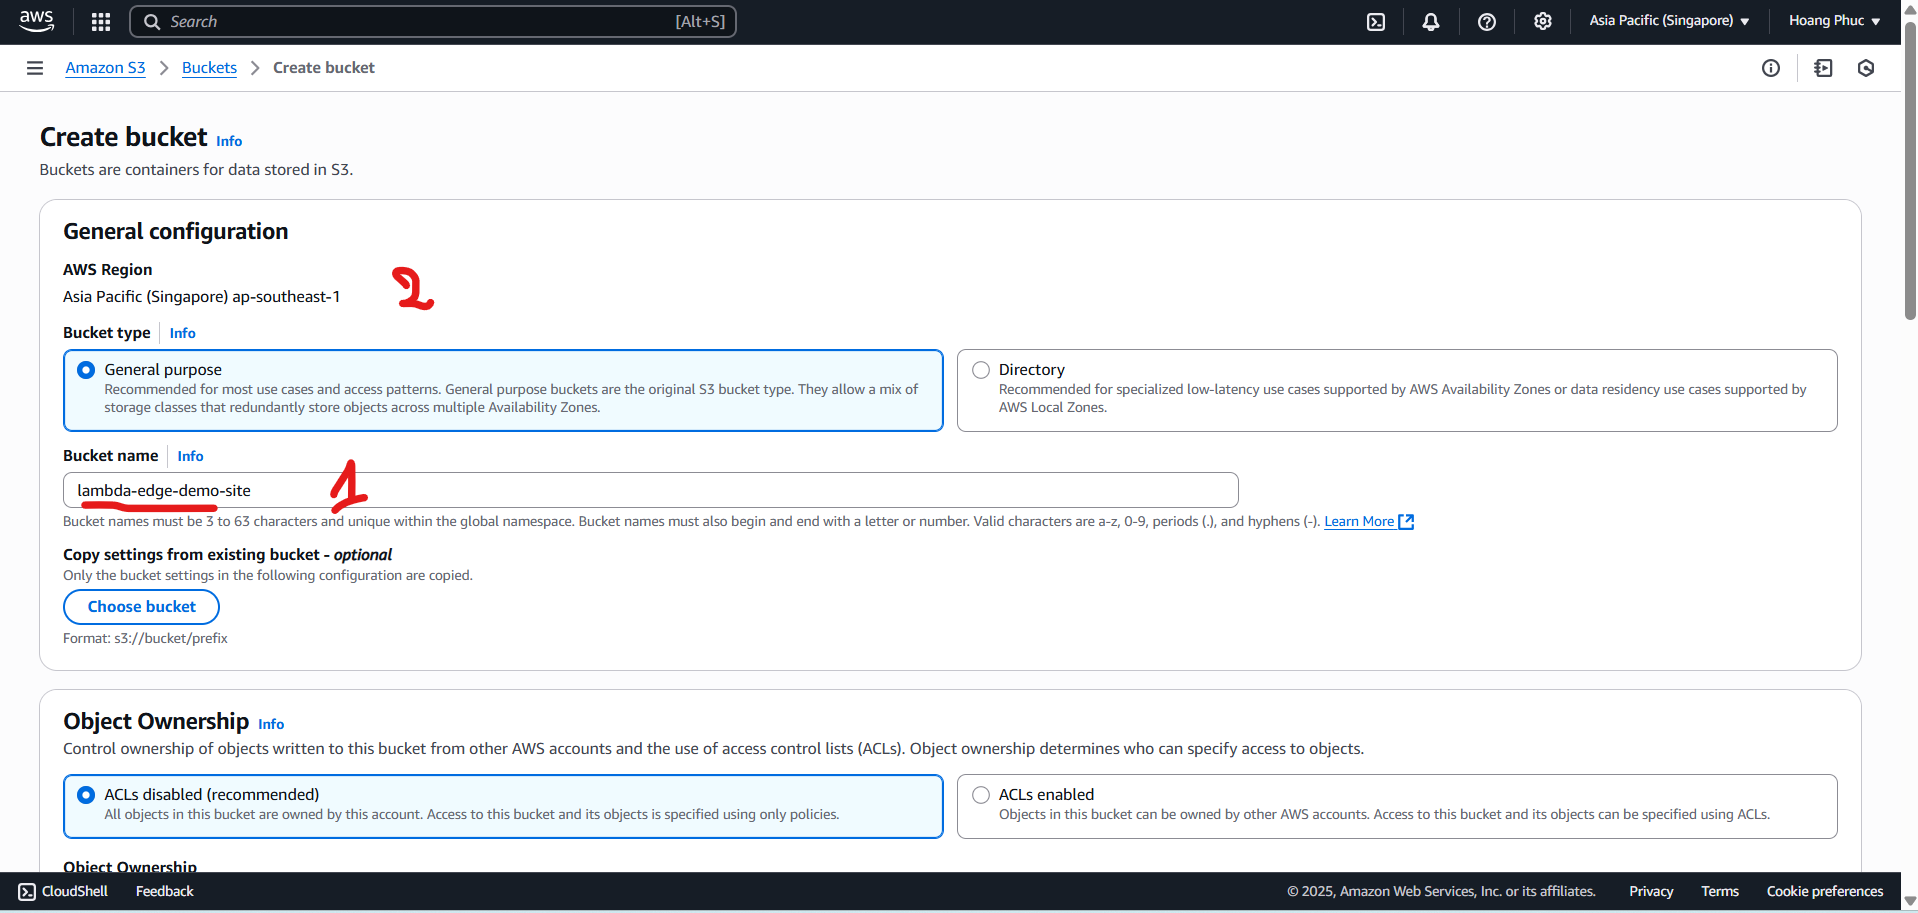 aws
Search [Alt+S]
Asia Pacific (Singapore) Hoang Phuc
Amazon S3 Buckets Create bucket
Create bucket Info
Buckets are containers for data stored in S3.
General configuration
AWS Region
Asia Pacific (Singapore) ap-southeast-1
2
Bucket type Info
General purpose
Recommended for most use cases and access patterns. General purpose buckets are the original S3 bucket type. They allow a mix of
storage classes that redundantly store objects across multiple Availability Zones.
Directory
Recommended for specialized low-latency use cases supported by AWS Availability Zones or data residency use cases supported by
AWS Local Zones.
Bucket name Info
lambda-edge-demo-site
1
Bucket names must be 3 to 63 characters and unique within the global namespace. Bucket names must also begin and end with a letter or number. Valid characters are a-z, 0-9, periods (.), and hyphens (-). Learn More
Copy settings from existing bucket - optional
Only the bucket settings in the following configuration are copied.
Choose bucket
Format: s3://bucket/prefix
Object Ownership Info
Control ownership of objects written to this bucket from other AWS accounts and the use of access control lists (ACLs). Object ownership determines who can specify access to objects.
ACLs disabled (recommended)
All objects in this bucket are owned by this account. Access to this bucket and its objects is specified using only policies.
ACLs enabled
Objects in this bucket can be owned by other AWS accounts. Access to this bucket and its objects can be specified using ACLs.
Object Ownership
CloudShell Feedback
© 2025, Amazon Web Services, Inc. or its affiliates. Privacy Terms Cookie preferences